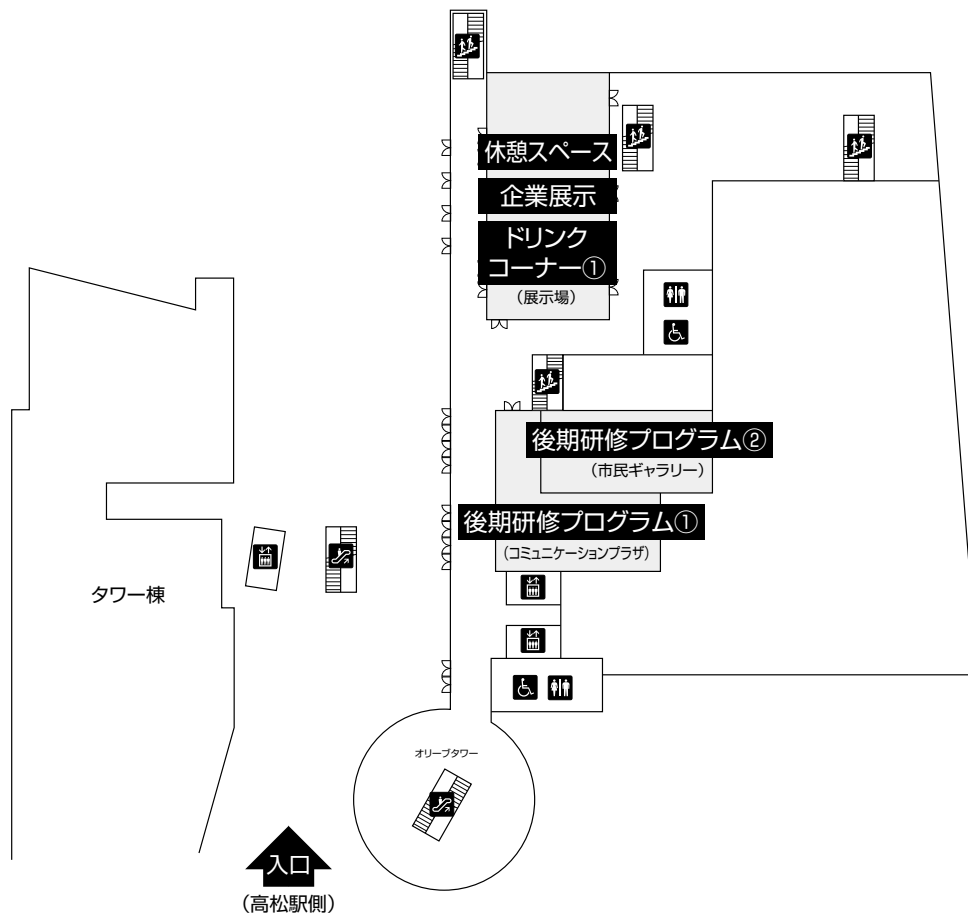 休憩スペース
企業展示
ドリンク
コーナー①
（展示場）
後期研修プログラム②
（市民ギャラリー）
後期研修プログラム①
（コミュニケーションプラザ）
タワー棟
オリーブタワー
入口
（高松駅側）